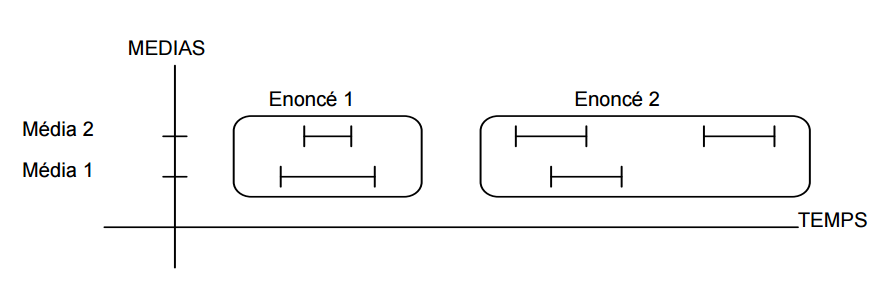 MEDIAS
Enoncé 1
Enoncé 2
Média 2
Média 1
TEMPS